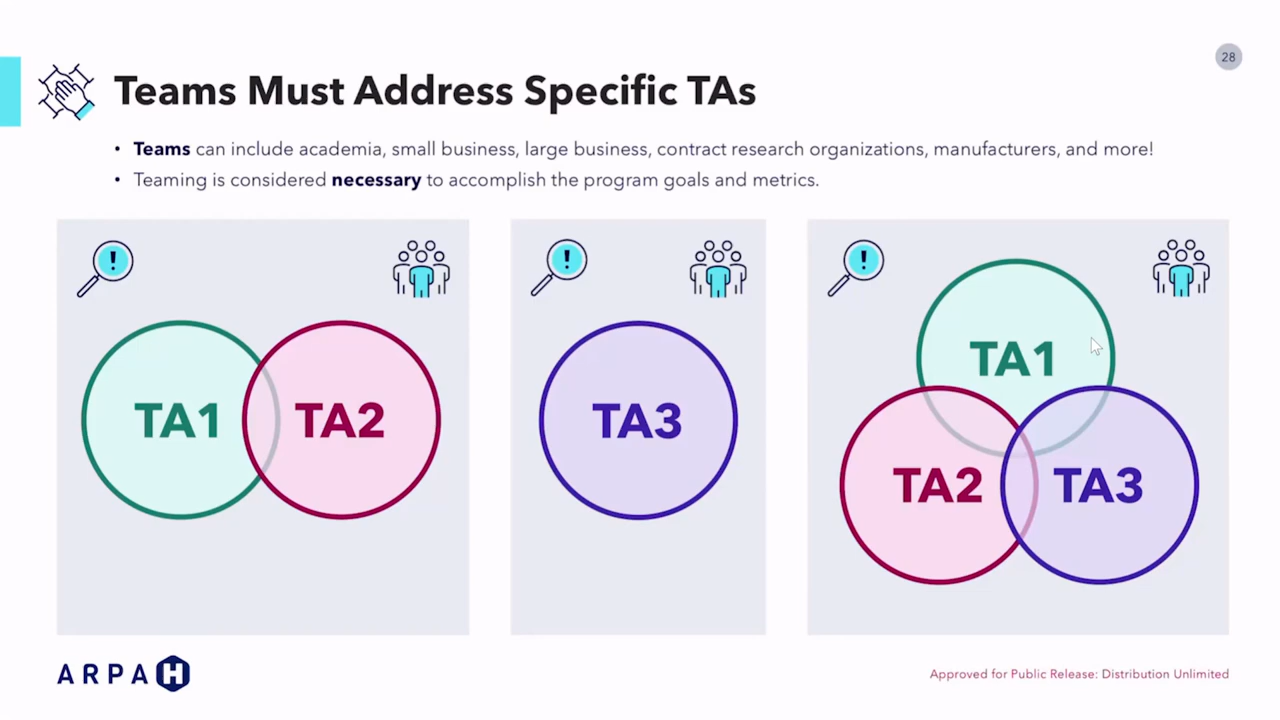 28
Teams Must Address Specific TAs
• Teams can include academia, small business, large business, contract research organizations, manufacturers, and more!
• Teaming is considered necessary to accomplish the program goals and metrics.
!
TA1
TA2
!
TA3
!
TA1
TA2
TA3
ARPA H
Approved for Public Release: Distribution Unlimited